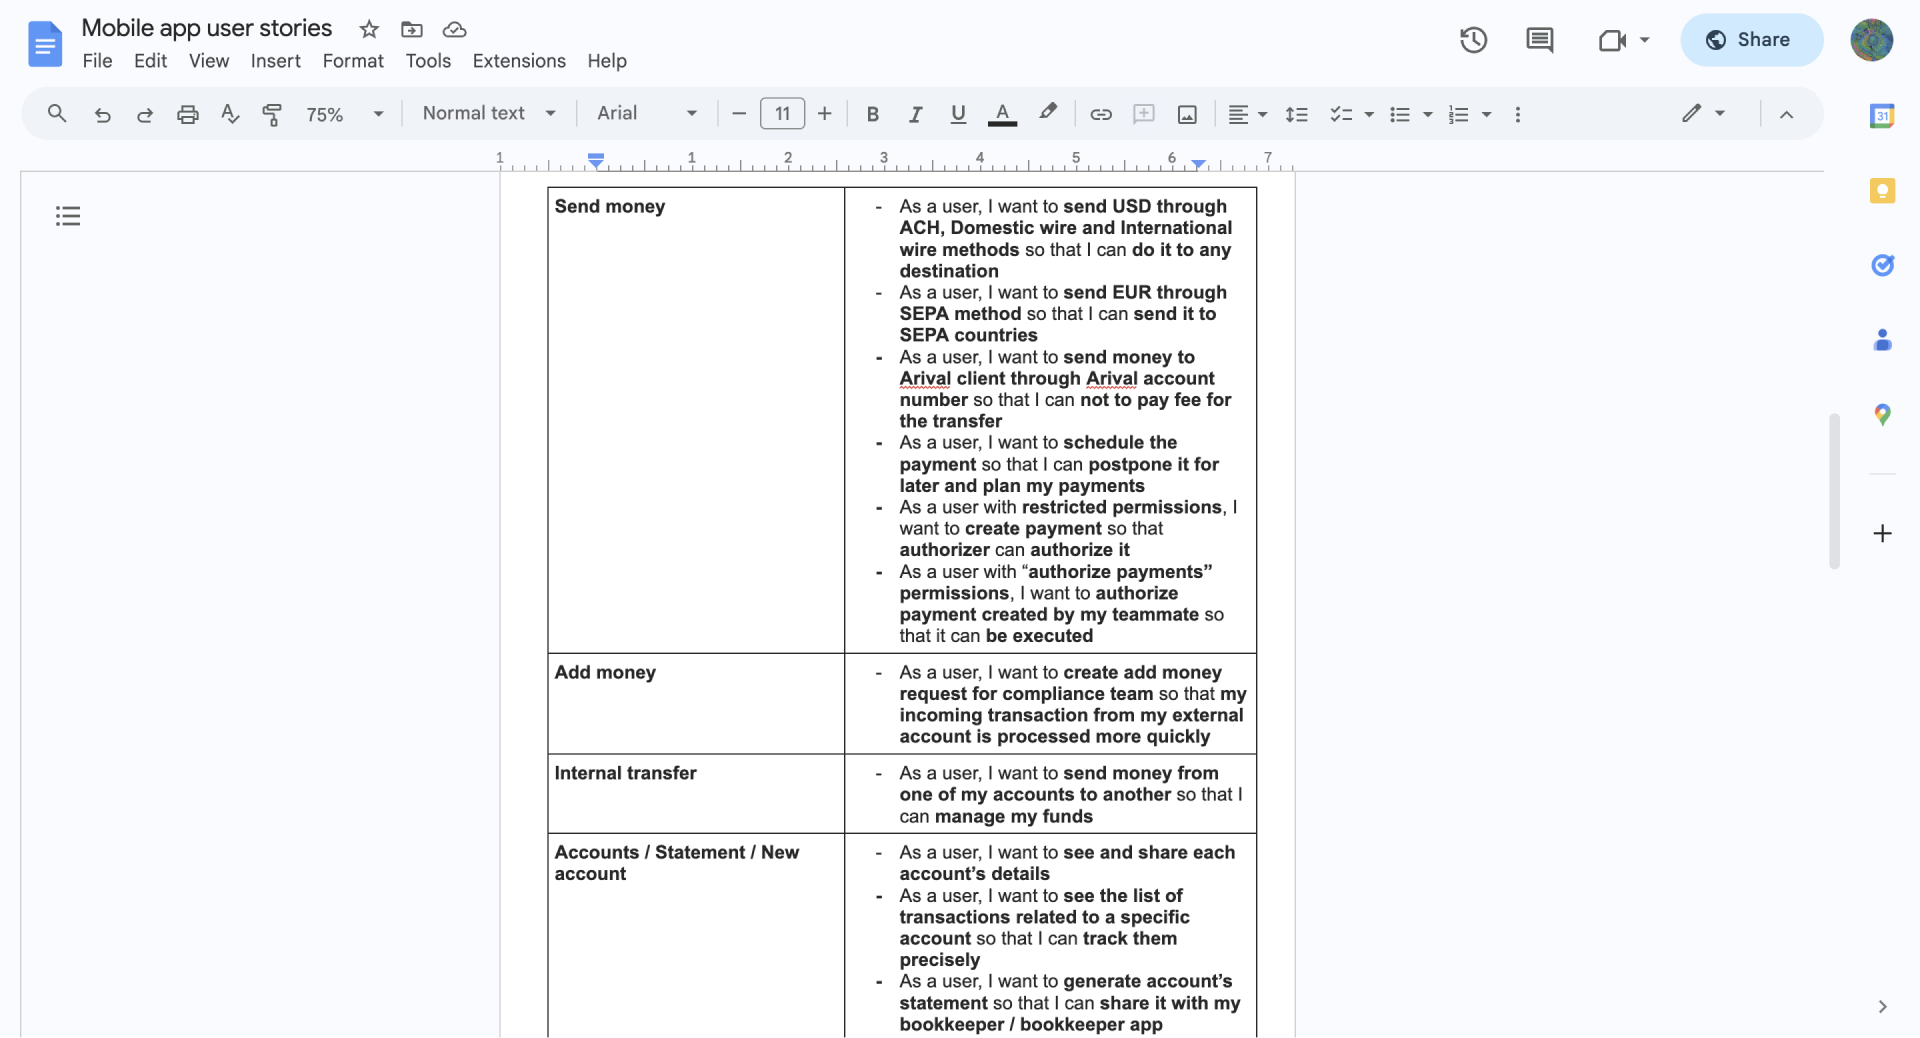 Mobile app user stories
File Edit View Insert Format Tools Extensions Help
Share
75% Normal text Arial 11 B I U A
31
1 1 2 3 4 5 6 7
Send money
- As a user, I want to send USD through
ACH, Domestic wire and International
wire methods so that I can do it to any
destination
- As a user, I want to send EUR through
SEPA method so that I can send it to
SEPA countries
- As a user, I want to send money to
Arival client through Arival account
number so that I can not to pay fee for
the transfer
- As a user, I want to schedule the
payment so that I can postpone it for
later and plan my payments
- As a user with restricted permissions, I
want to create payment so that
authorizer can authorize it
- As a user with “authorize payments”
permissions, I want to authorize
payment created by my teammate so
that it can be executed
Add money
- As a user, I want to create add money
request for compliance team so that my
incoming transaction from my external
account is processed more quickly
Internal transfer
- As a user, I want to send money from
one of my accounts to another so that I
can manage my funds
Accounts / Statement / New
account
- As a user, I want to see and share each
account’s details
- As a user, I want to see the list of
transactions related to a specific
account so that I can track them
precisely
- As a user, I want to generate account’s
statement so that I can share it with my
bookkeeper / bookkeeper app